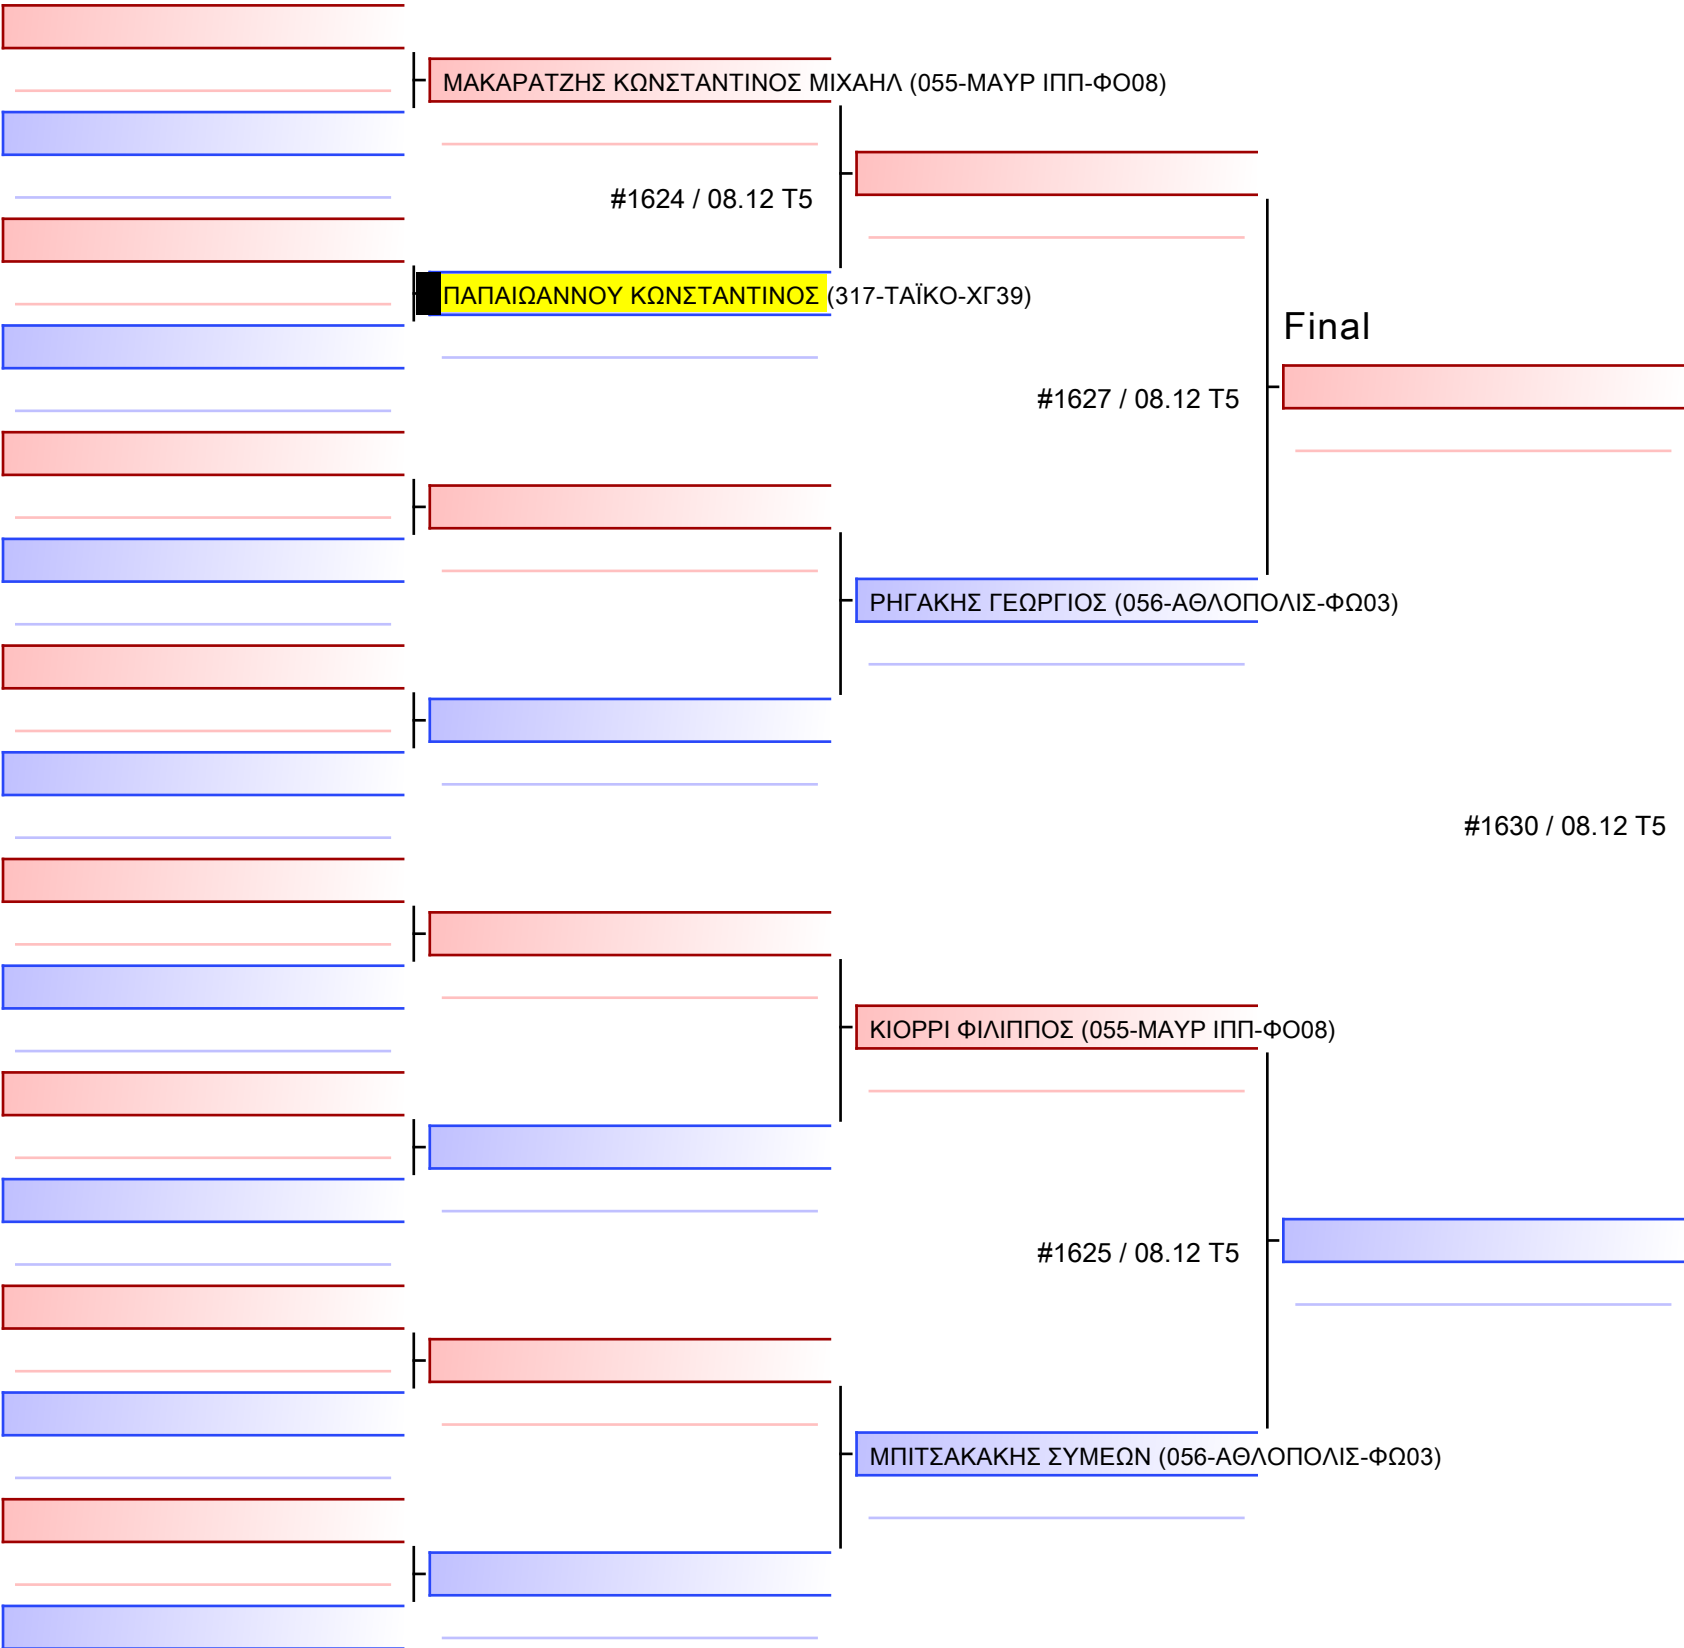 ΜΑΚΑΡΑΤΖΗΣ ΚΩΝΣΤΑΝΤΙΝΟΣ ΜΙΧΑΗΛ (055-ΜΑΥΡ ΙΠΠ-ΦΟ08)
#1624 / 08.12 T5
ΠΑΠΑΙΩΑΝΝΟΥ ΚΩΝΣΤΑΝΤΙΝΟΣ (317-ΤΑΪΚΟ-ΧΓ39)
Final
#1627 / 08.12 T5
ΡΗΓΑΚΗΣ ΓΕΩΡΓΙΟΣ (056-ΑΘΛΟΠΟΛΙΣ-ΦΩ03)
#1630 / 08.12 T5
ΚΙΟΡΡΙ ΦΙΛΙΠΠΟΣ (055-ΜΑΥΡ ΙΠΠ-ΦΟ08)
#1625 / 08.12 T5
ΜΠΙΤΣΑΚΑΚΗΣ ΣΥΜΕΩΝ (056-ΑΘΛΟΠΟΛΙΣ-ΦΩ03)